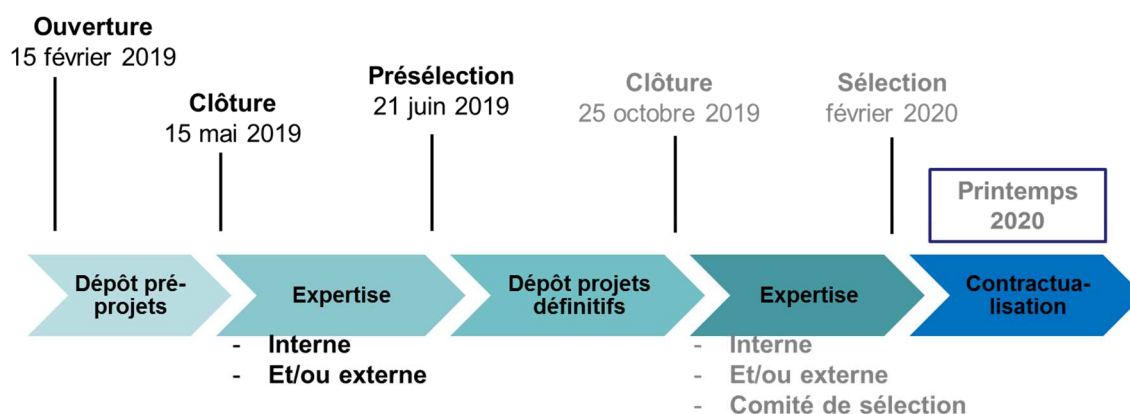 Ouverture
15 février 2019
Clôture
15 mai 2019
Présélection
21 juin 2019
Clôture
25 octobre 2019
Sélection
février 2020
Printemps
2020
Dépôt pré-
projets
Expertise
Dépôt projets
définitifs
Expertise
Contractua-
lisation
- Interne
- Et/ou externe
- Interne
- Et/ou externe
- Comité de sélection